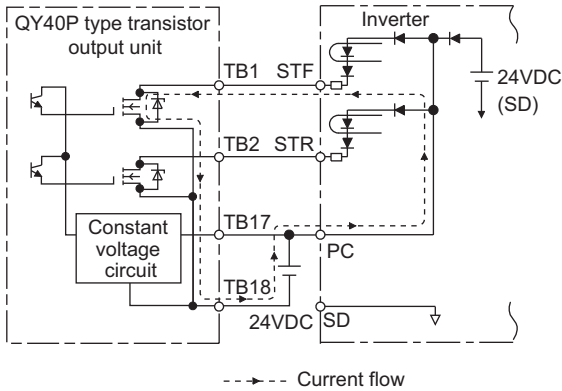 QY40P type transistor
output unit
Inverter
TB1
STF
24VDC
(SD)
TB2
STR
Constant
voltage
circuit
TB17
PC
TB18
24VDC
SD
Current flow